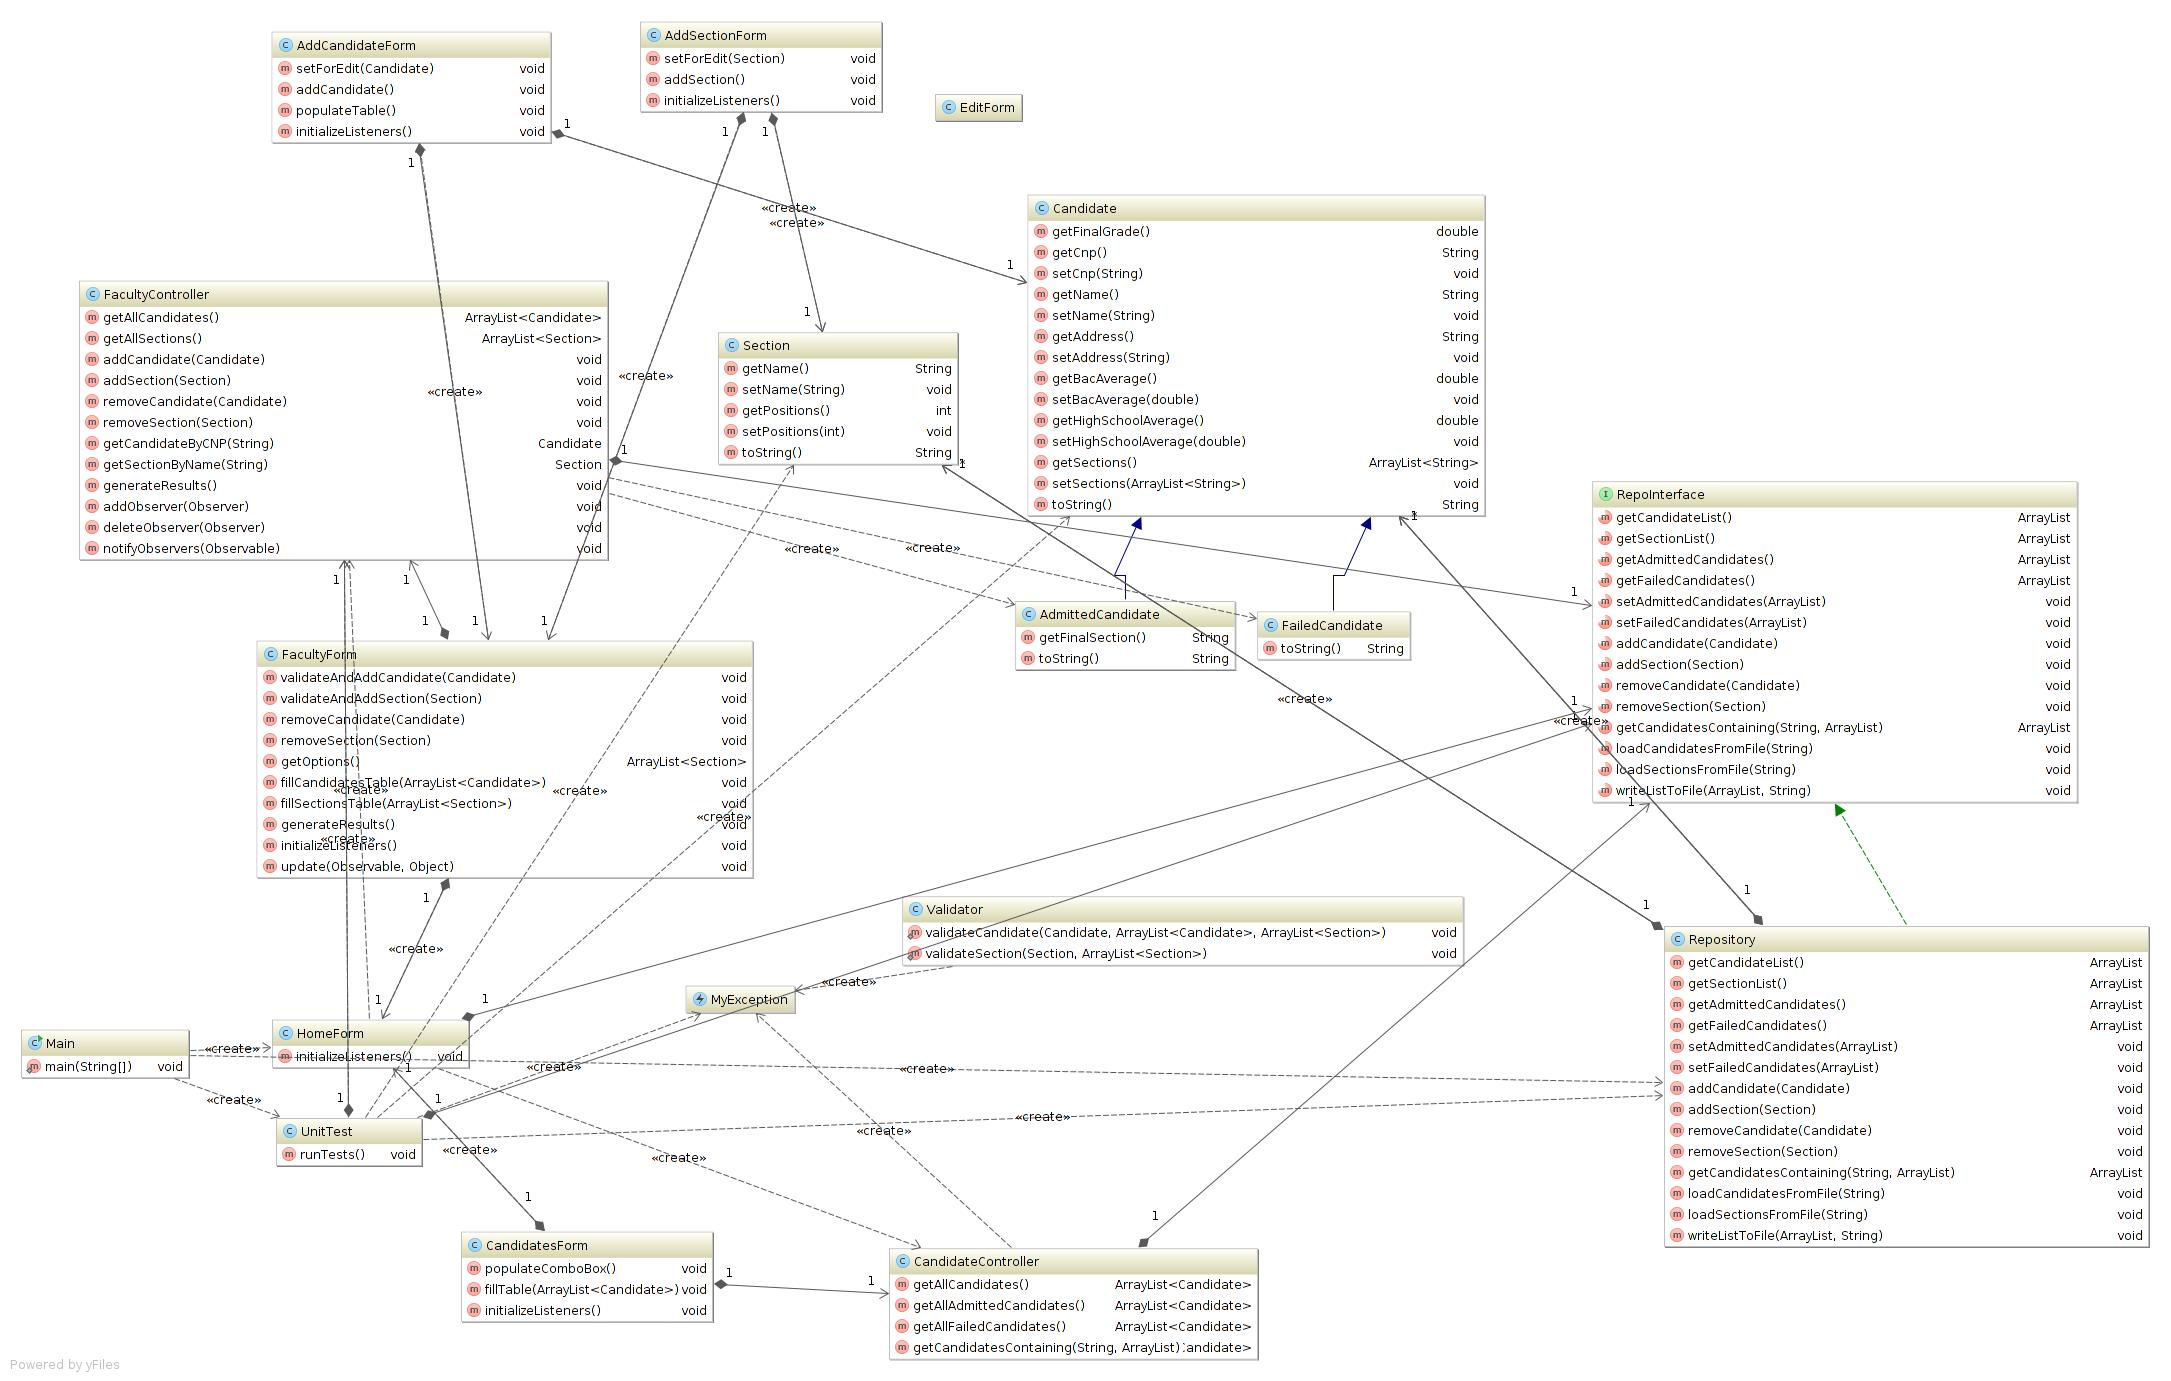 AddCandidateForm
setForEdit(Candidate) void
addCandidate() void
populateTable() void
initializeListeners() void
1
1
AddSectionForm
setForEdit(Section) void
addSection() void
initializeListeners() void
1
1
EditForm
«create»
«create»
1
Candidate
getFinalGrade() double
getCnp() String
setCnp(String) void
getName() String
setName(String) void
getAddress() String
setAddress(String) void
getBacAverage() double
setBacAverage(double) void
getHighSchoolAverage() double
setHighSchoolAverage(double) void
getSections() ArrayList<String>
setSections(ArrayList<String>) void
toString() String
1
FacultyController
getAllCandidates() ArrayList<Candidate>
getAllSections() ArrayList<Section>
addCandidate(Candidate) void
addSection(Section) void
removeCandidate(Candidate) void
removeSection(Section) void
getCandidateByCNP(String) Candidate
getSectionByName(String) Section
generateResults() void
addObserver(Observer) void
deleteObserver(Observer) void
notifyObservers(Observable) void
«create»
«create»
1
1
Section
getName() String
setName(String) void
getPositions() int
setPositions(int) void
toString() String
1
RepoInterface
getCandidateList() ArrayList
getSectionList() ArrayList
getAdmittedCandidates() ArrayList
getFailedCandidates() ArrayList
setAdmittedCandidates(ArrayList) void
setFailedCandidates(ArrayList) void
addCandidate(Candidate) void
addSection(Section) void
removeCandidate(Candidate) void
removeSection(Section) void
getCandidatesContaining(String, ArrayList) ArrayList
loadCandidatesFromFile(String) void
loadSectionsFromFile(String) void
writeListToFile(ArrayList, String) void
1
1
1
1
«create»
«create»
«create»
AdmittedCandidate
getFinalSection() String
toString() String
FailedCandidate
toString() String
«create»
1
1
1
1
1
FacultyForm
validateAndAddCandidate(Candidate) void
validateAndAddSection(Section) void
removeCandidate(Candidate) void
removeSection(Section) void
getOptions() ArrayList<Section>
fillCandidatesTable(ArrayList<Candidate>) void
fillSectionsTable(ArrayList<Section>) void
generateResults() void
initializeListeners() void
update(Observable, Object) void
«create»
«create»
«create»
«create»
1
«create»
1
1
1
Validator
validateCandidate(Candidate, ArrayList<Candidate>, ArrayList<Section>) void
validateSection(Section, ArrayList<Section>) void
«create»
MyException
Repository
getCandidateList() ArrayList
getSectionList() ArrayList
getAdmittedCandidates() ArrayList
getFailedCandidates() ArrayList
setAdmittedCandidates(ArrayList) void
setFailedCandidates(ArrayList) void
addCandidate(Candidate) void
addSection(Section) void
removeCandidate(Candidate) void
removeSection(Section) void
getCandidatesContaining(String, ArrayList) ArrayList
loadCandidatesFromFile(String) void
loadSectionsFromFile(String) void
writeListToFile(ArrayList, String) void
1
1
Main
main(String[]) void
«create»
«create»
HomeForm
initializeListeners() void
1
1
1
«create»
«create»
«create»
UnitTest
runTests() void
«create»
«create»
«create»
1
1
CandidatesForm
populateComboBox() void
fillTable(ArrayList<Candidate>) void
initializeListeners() void
1
1
CandidateController
getAllCandidates() ArrayList<Candidate>
getAllAdmittedCandidates() ArrayList<Candidate>
getAllFailedCandidates() ArrayList<Candidate>
getCandidatesContaining(String, ArrayList) Candidate>
Powered by yFiles